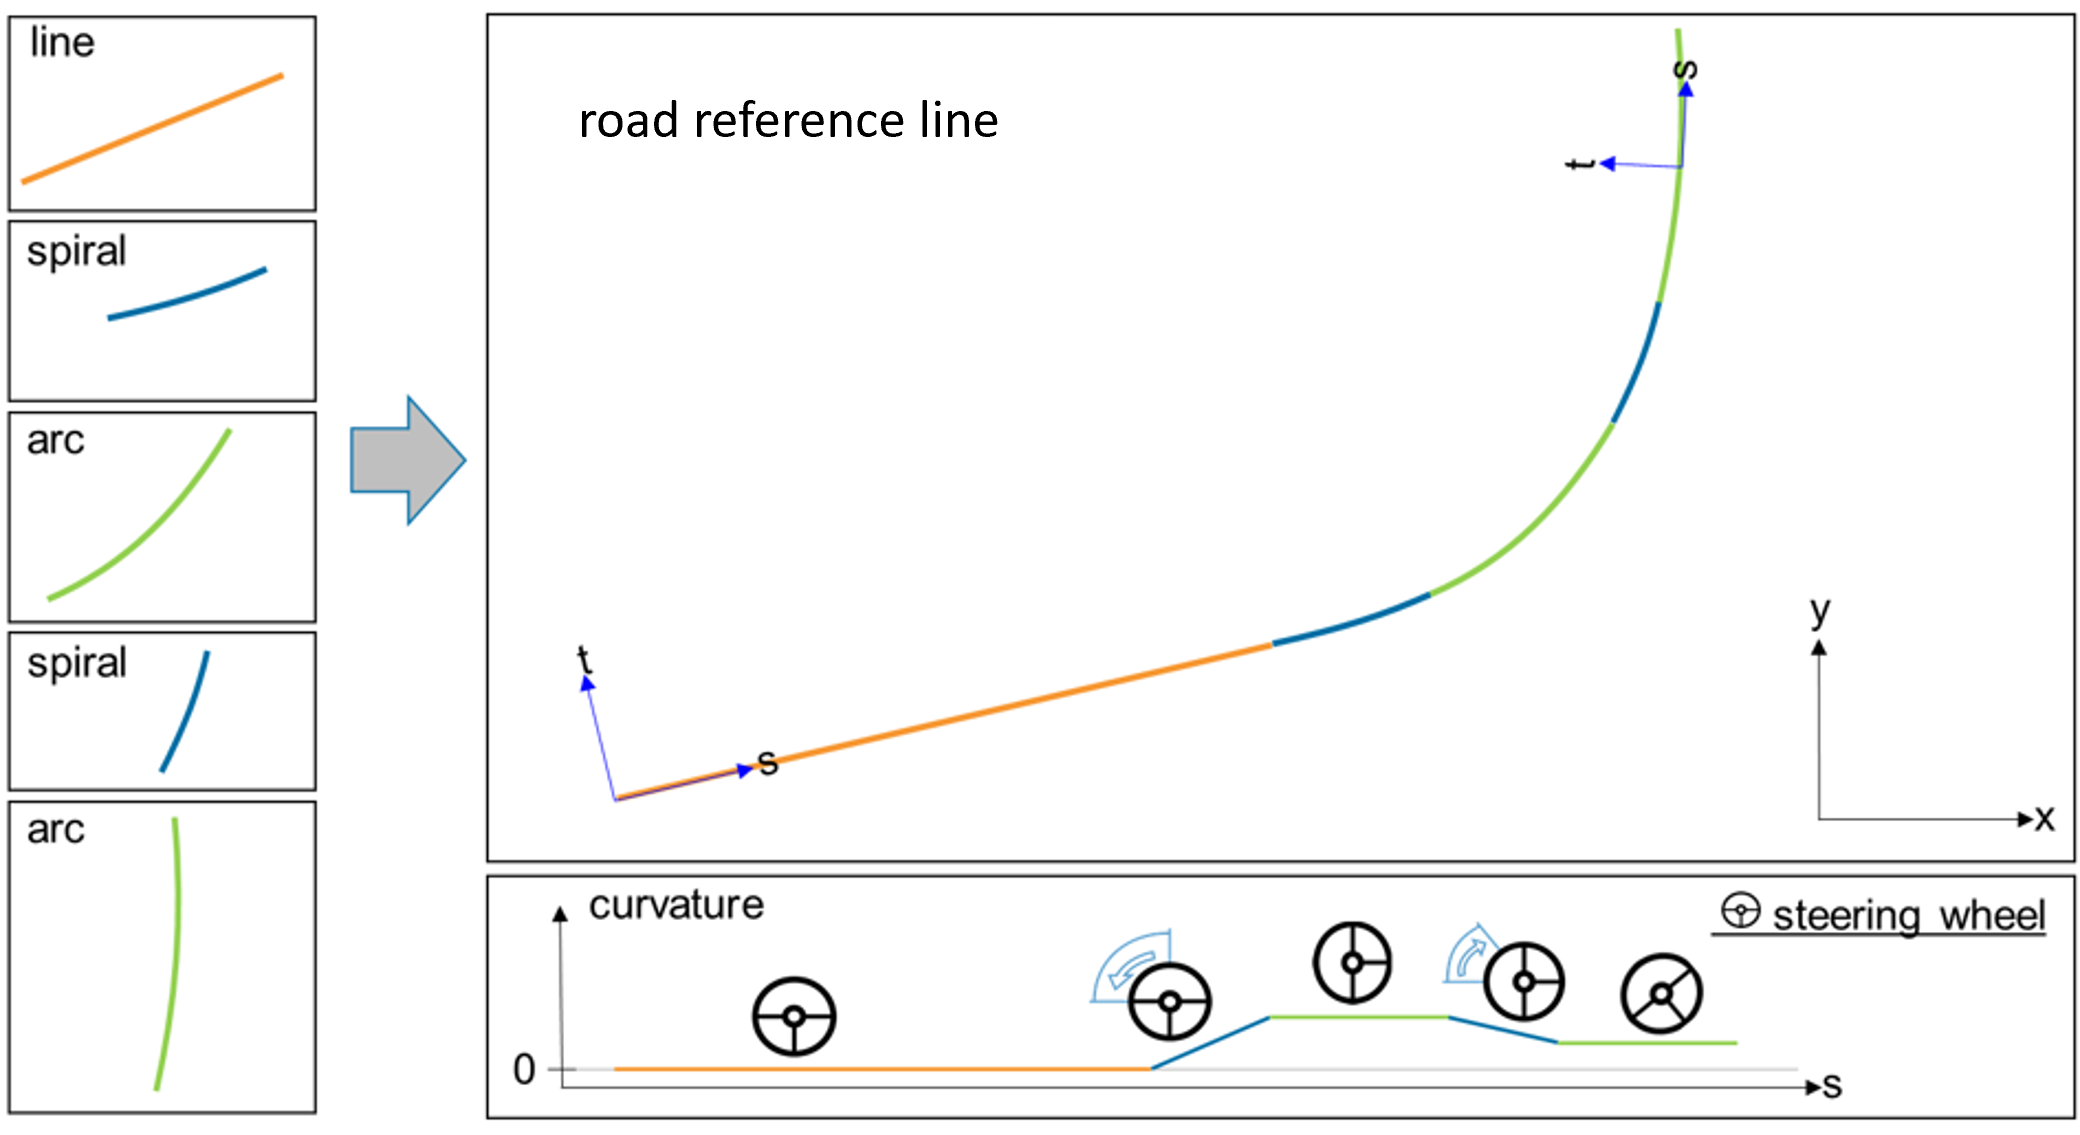 line
spiral
arc
spiral
arc
road reference line
s
t
t
s
y
x
curvature
steering wheel
0
s